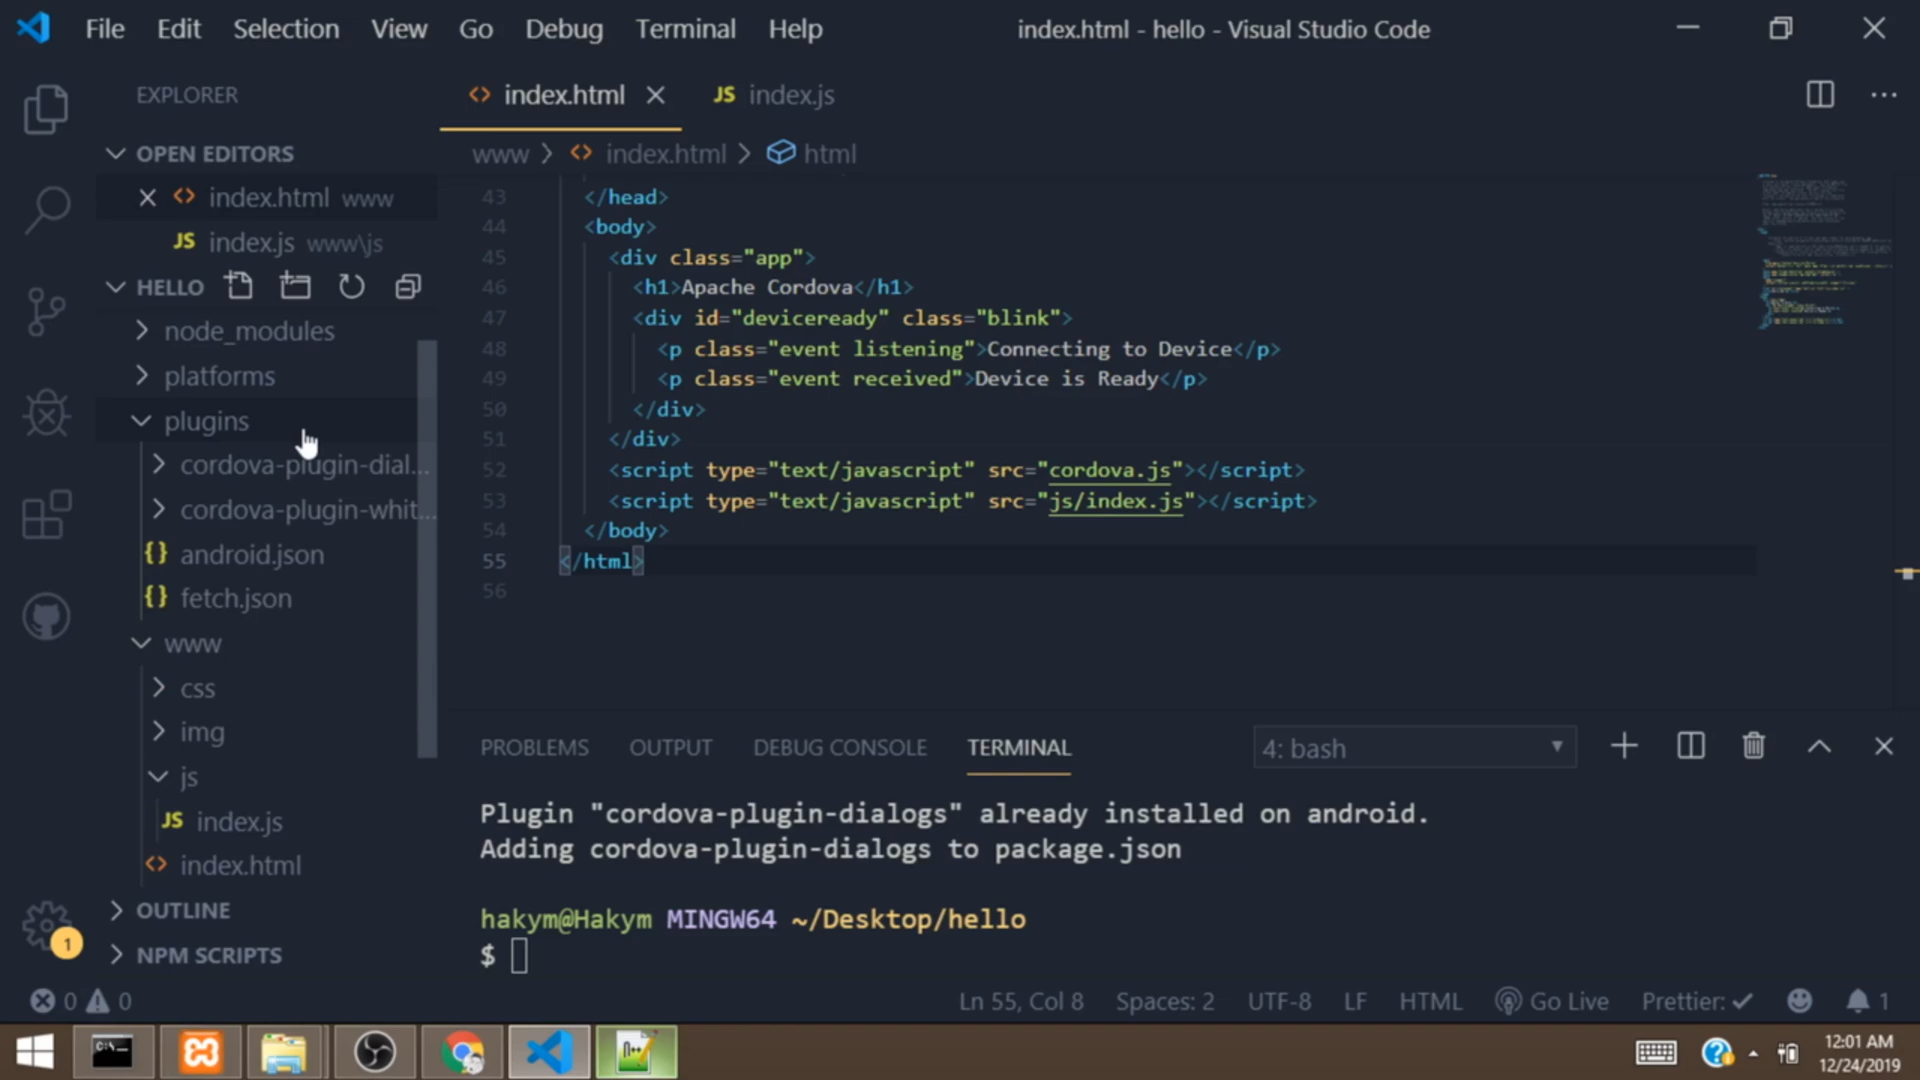 File Edit Selection View Go Debug Terminal Help
index.html - hello - Visual Studio Code
EXPLORER
OPEN EDITORS
index.html www
JS index.js www\js
HELLO
node_modules
platforms
plugins
cordova-plugin-dial...
cordova-plugin-whit...
{} android.json
{} fetch.json
www
css
img
js
JS index.js
<> index.html
OUTLINE
NPM SCRIPTS
<> index.html
JS index.js
www > <> index.html > html
43 </head>
44 <body>
45 <div class="app">
46 <h1>Apache Cordova</h1>
47 <div id="deviceready" class="blink">
48 <p class="event listening">Connecting to Device</p>
49 <p class="event received">Device is Ready</p>
50 </div>
51 </div>
52 <script type="text/javascript" src="cordova.js"></script>
53 <script type="text/javascript" src="js/index.js"></script>
54 </body>
55 </html>
56
PROBLEMS OUTPUT DEBUG CONSOLE TERMINAL
4: bash
Plugin "cordova-plugin-dialogs" already installed on android.
Adding cordova-plugin-dialogs to package.json
hakym@Hakym MINGW64 ~/Desktop/hello
$
1
0 0
Ln 55, Col 8 Spaces: 2 UTF-8 LF HTML Go Live Prettier: ✓ 1
12:01 AM
12/24/2019